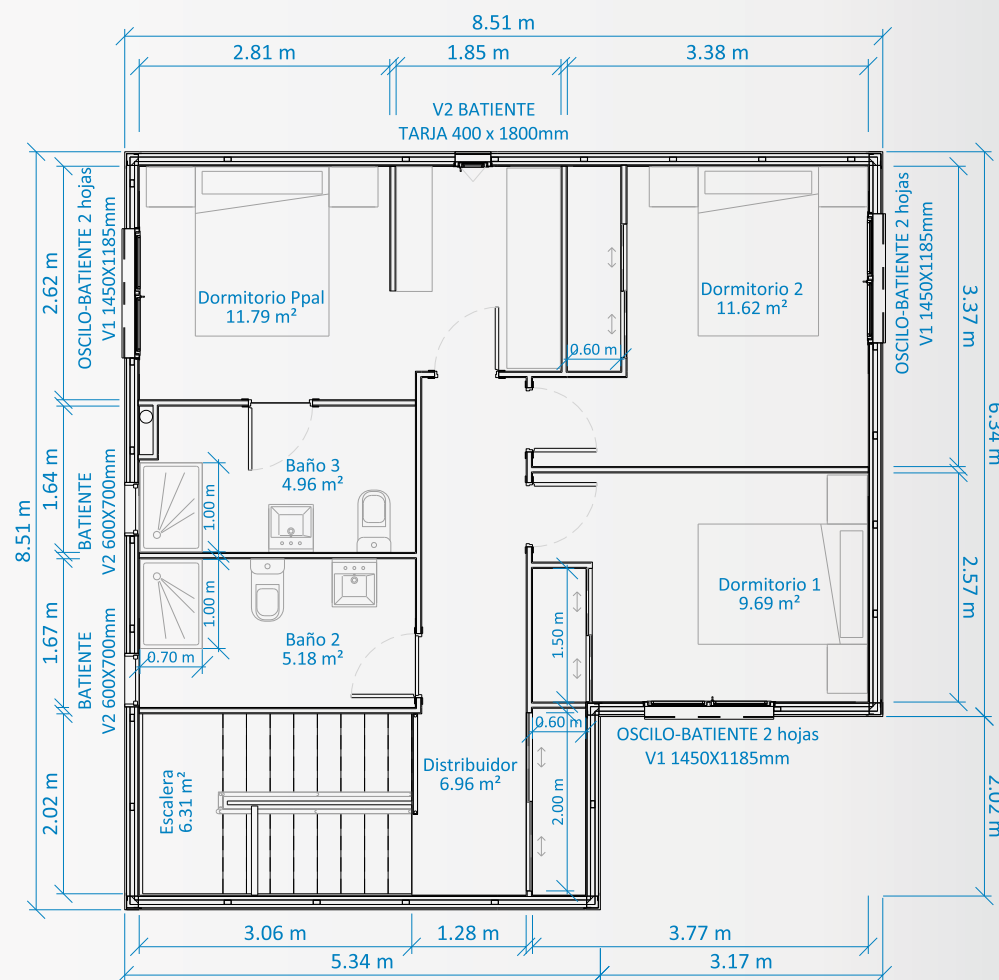 8.51 m
2.81 m
1.85 m
3.38 m
V2 BATIENTE
TARJA 400 x 1800mm
OSCILO-BATIENTE 2 hojas
V1 1450X1185mm
2.62 m
Dormitorio Ppal
11.79 m²
Dormitorio 2
11.62 m²
0.60 m
OSCILO-BATIENTE 2 hojas
V1 1450X1185mm
3.37 m
6.34 m
8.51 m
1.64 m
BATIENTE
V2 600X700mm
1.00 m
Baño 3
4.96 m²
1.67 m
BATIENTE
V2 600X700mm
1.00 m
0.70 m
Baño 2
5.18 m²
Dormitorio 1
9.69 m²
1.50 m
2.57 m
0.60 m
OSCILO-BATIENTE 2 hojas
V1 1450X1185mm
2.02 m
Escalera
6.31 m²
Distribuidor
6.96 m²
2.00 m
2.02 m
3.06 m
1.28 m
3.77 m
5.34 m
3.17 m